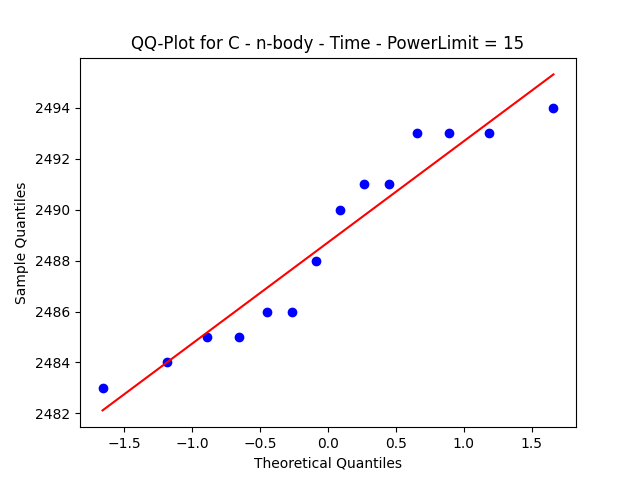 QQ-Plot for C - n-body - Time - PowerLimit = 15
Sample Quantiles
2494
2492
2490
2488
2486
2484
2482
−1.5 −1.0 −0.5 0.0 0.5 1.0 1.5
Theoretical Quantiles